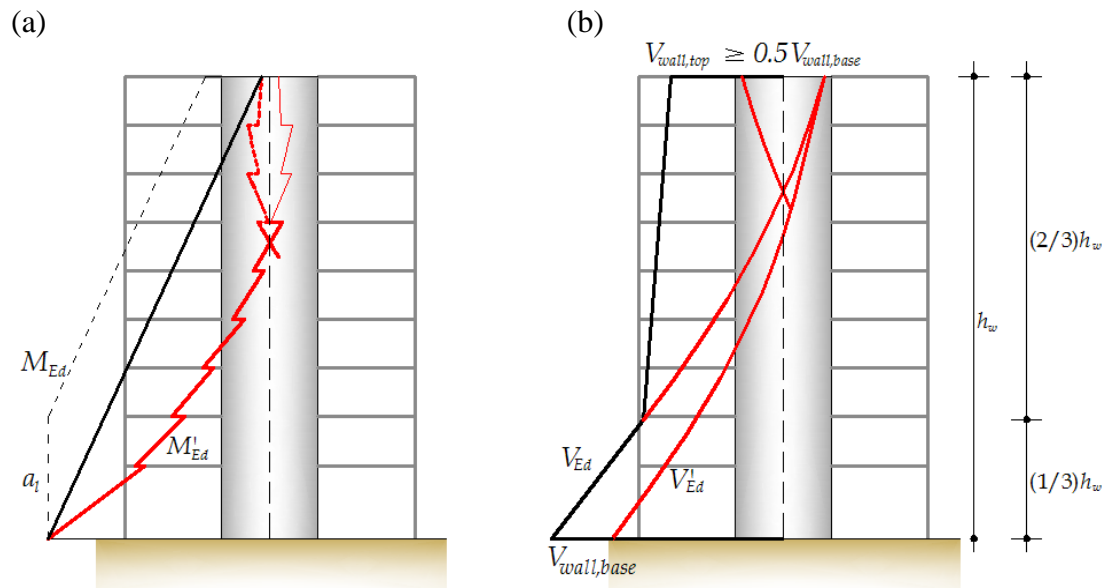 (a)
(b)
V_wall,top ≥ 0.5V_wall,base
M_Ed
M'_Ed
a_l
V_Ed
V'_Ed
V_wall,base
h_w
(2/3)h_w
(1/3)h_w